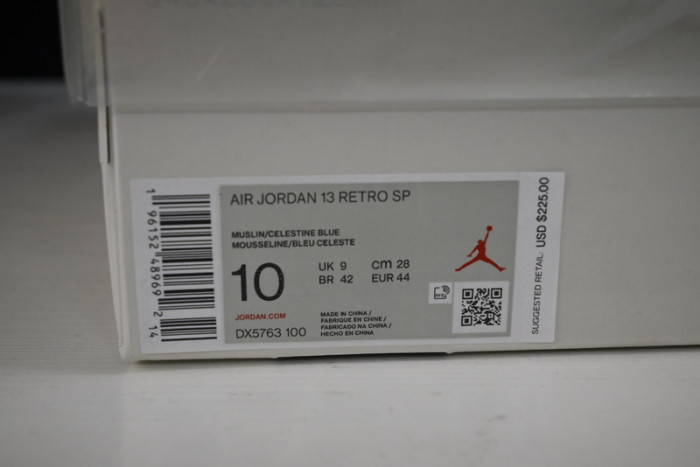 AIR JORDAN 13 RETRO SP
MUSLIN/CELESTINE BLUE
MOUSSELINE/BLEU CELESTE
10
UK 9 cm 28
BR 42 EUR 44
JORDAN.COM
DX5763 100
MADE IN CHINA /
FABRIQUE EN CHINE /
FABRICADO NA CHINA /
HECHO EN CHINA
SUGGESTED RETAIL: USD $225.00
1 96152 48969 2 14